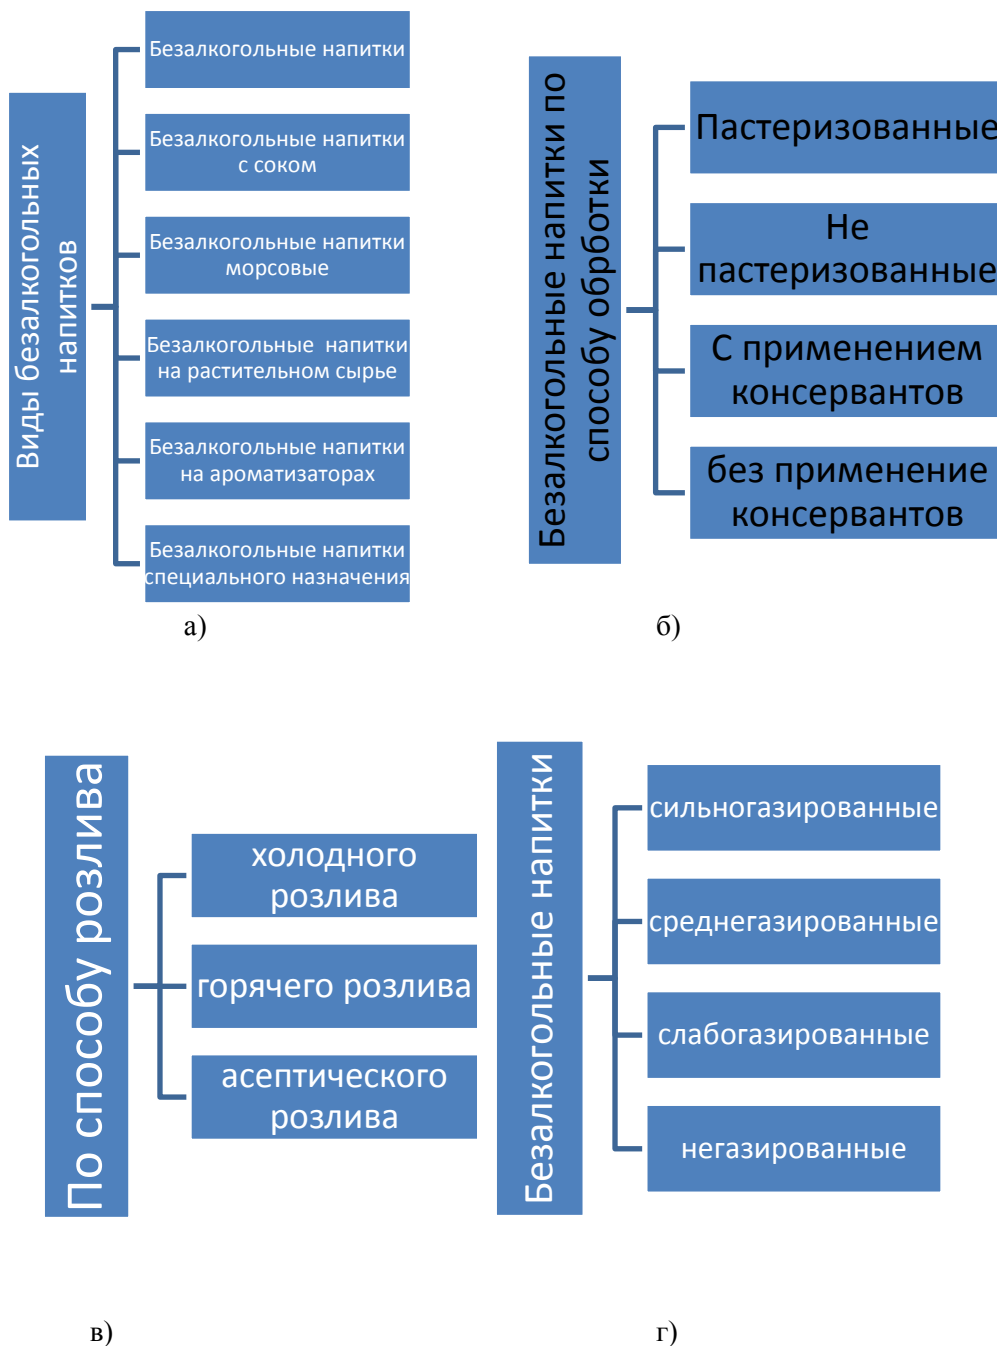 Виды безалкогольных
напитков
Безалкогольные напитки
Безалкогольные напитки
с соком
Безалкогольные напитки
морсовые
Безалкогольные  напитки
на растительном сырье
Безалкогольные напитки
на ароматизаторах
Безалкогольные напитки
специального назначения
а)
Безалкогольные напитки по
способу обрботки
Пастеризованные
Не
пастеризованные
С применением
консервантов
без применение
консервантов
б)
По способу розлива
холодного
розлива
горячего розлива
асептического
розлива
в)
Безалкогольные напитки
сильногазированные
среднегазированные
слабогазированные
негазированные
г)